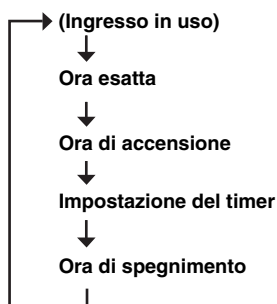 (Ingresso in uso)
Ora esatta
Ora di accensione
Impostazione del timer
Ora di spegnimento